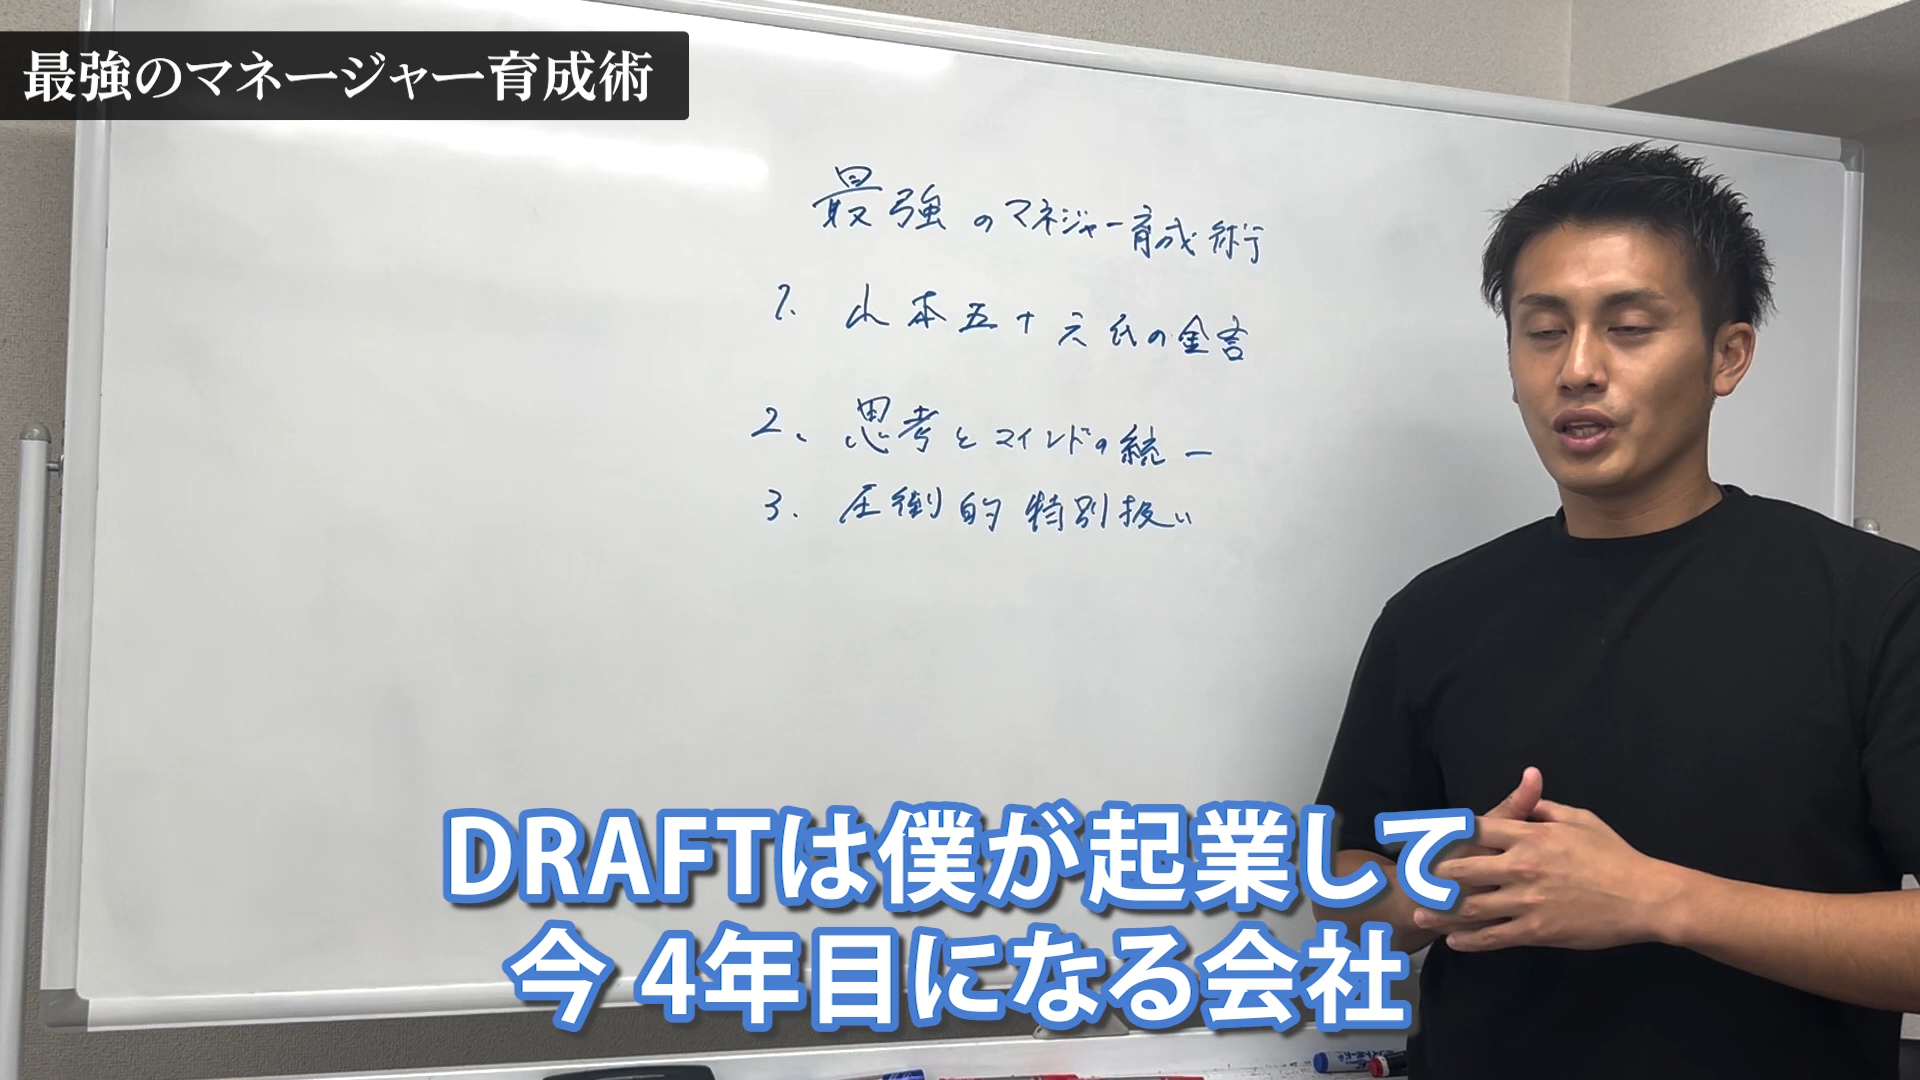 最強のマネージャー育成術
最強のマネジャー育成術
1. 山本五十六氏の金言
2. 思考とマインドの統一
3. 圧倒的特別扱い
DRAFTは僕が起業して
今 4年目になる会社